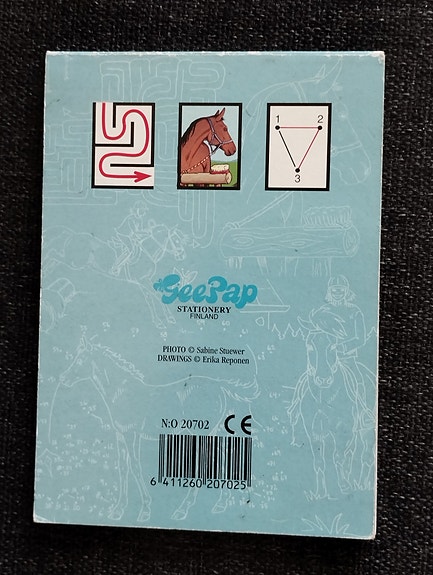 1 2
3
GeePap
STATIONERY
FINLAND
PHOTO © Sabine Stuewer
DRAWINGS © Erika Reponen
N:O 20702 CE
6 411260 207025